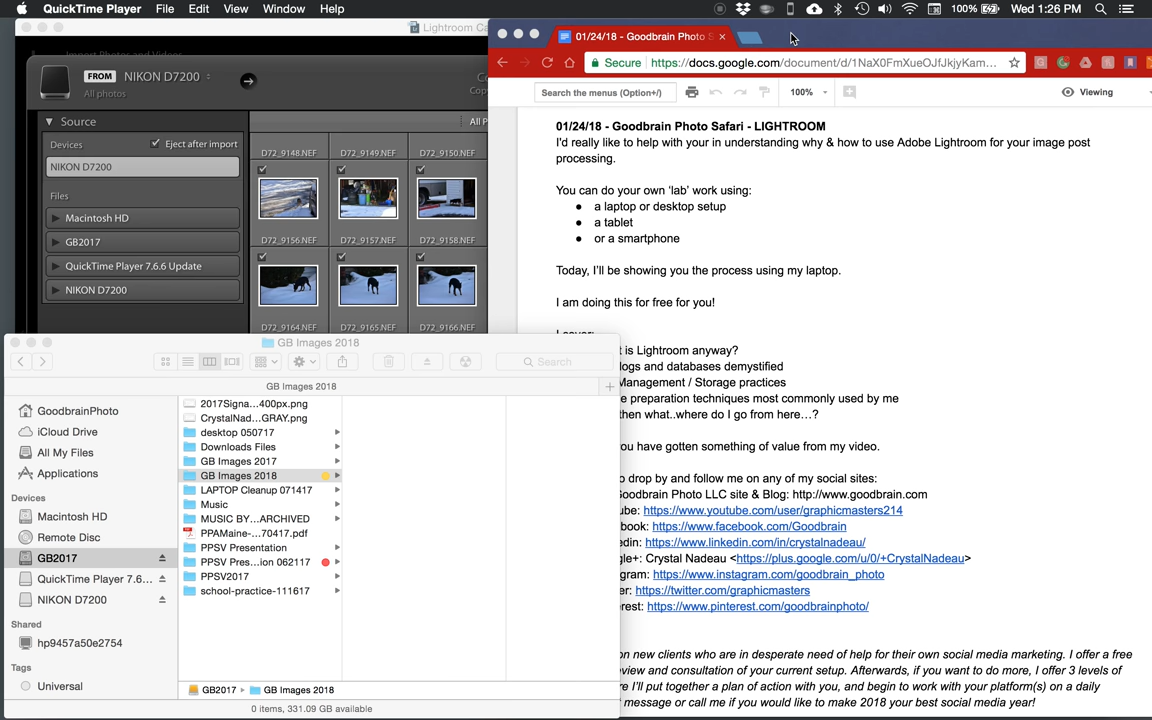 QuickTime Player File Edit View Window Help 100% Wed 1:26 PM
Lightroom Ca
Import Photos and Videos
FROM NIKON D7200
All photos
Co
Copy
Source
All P
Devices Eject after import
NIKON D7200
Files
Macintosh HD
GB2017
QuickTime Player 7.6.6 Update
NIKON D7200
D72_9148.NEF D72_9149.NEF D72_9150.NEF
D72_9156.NEF D72_9157.NEF D72_9158.NEF
D72_9164.NEF D72_9165.NEF D72_9166.NEF
01/24/18 - Goodbrain Photo S
Secure https://docs.google.com/document/d/1NaX0FmXueOJfJkjyKam...
Search the menus (Option+/) 100% Viewing
01/24/18 - Goodbrain Photo Safari - LIGHTROOM
I'd really like to help with your in understanding why & how to use Adobe Lightroom for your image post
processing.
You can do your own 'lab' work using:
● a laptop or desktop setup
● a tablet
● or a smartphone
Today, I'll be showing you the process using my laptop.
I am doing this for free for you!
t is Lightroom anyway?
logs and databases demystified
Management / Storage practices
e preparation techniques most commonly used by me
then what..where do I go from here…?
ou have gotten something of value from my video.
o drop by and follow me on any of my social sites:
oodbrain Photo LLC site & Blog: http://www.goodbrain.com
ube: https://www.youtube.com/user/graphicmasters214
book: https://www.facebook.com/Goodbrain
edin: https://www.linkedin.com/in/crystalnadeau/
gle+: Crystal Nadeau <https://plus.google.com/u/0/+CrystalNadeau>
gram: https://www.instagram.com/goodbrain_photo
er: https://twitter.com/graphicmasters
rest: https://www.pinterest.com/goodbrainphoto/
on new clients who are in desperate need of help for their own social media marketing. I offer a free
view and consultation of your current setup. Afterwards, if you want to do more, I offer 3 levels of
re I'll put together a plan of action with you, and begin to work with your platform(s) on a daily
message or call me if you would like to make 2018 your best social media year!
GB Images 2018
Search
GB Images 2018
GoodbrainPhoto
iCloud Drive
All My Files
Applications
Devices
Macintosh HD
Remote Disc
GB2017
QuickTime Player 7.6...
NIKON D7200
Shared
hp9457a50e2754
Tags
Universal
2017Signa...400px.png
CrystalNad...GRAY.png
desktop 050717
Downloads Files
GB Images 2017
GB Images 2018
LAPTOP Cleanup 071417
Music
MUSIC BY...ARCHIVED
PPAMaine-...70417.pdf
PPSV Presentation
PPSV Pres...ion 062117
PPSV2017
school-practice-111617
GB2017 GB Images 2018
0 items, 331.09 GB available